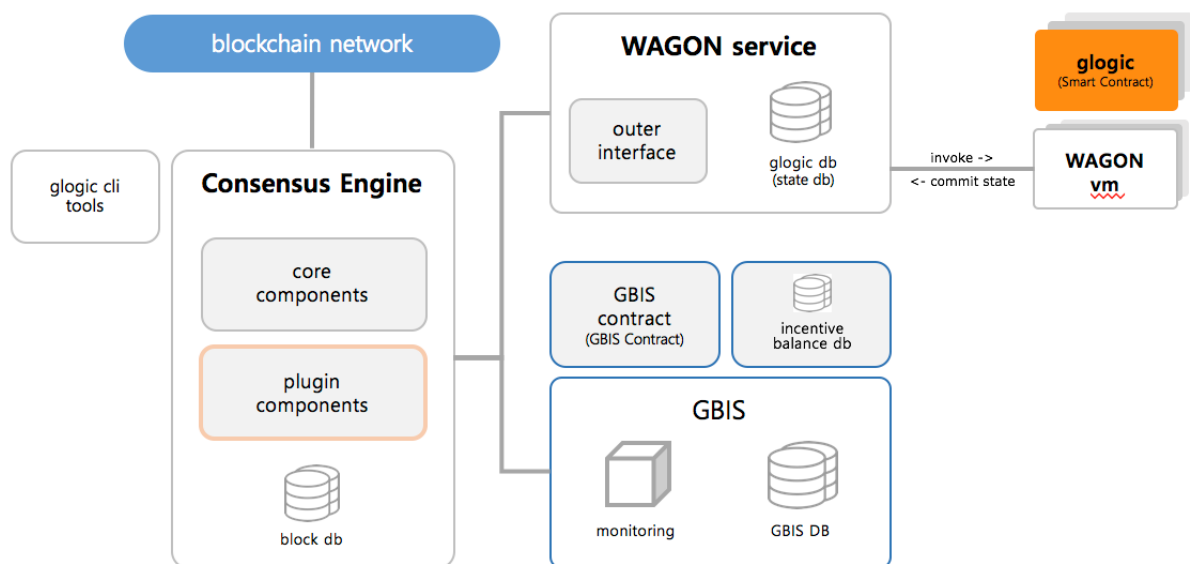 blockchain network
glogic cli
tools
Consensus Engine
core
components
plugin
components
block db
WAGON service
outer
interface
glogic db
(state db)
invoke ->
<- commit state
glogic
(Smart Contract)
WAGON
vm
GBIS
contract
(GBIS Contract)
incentive
balance db
GBIS
monitoring
GBIS DB